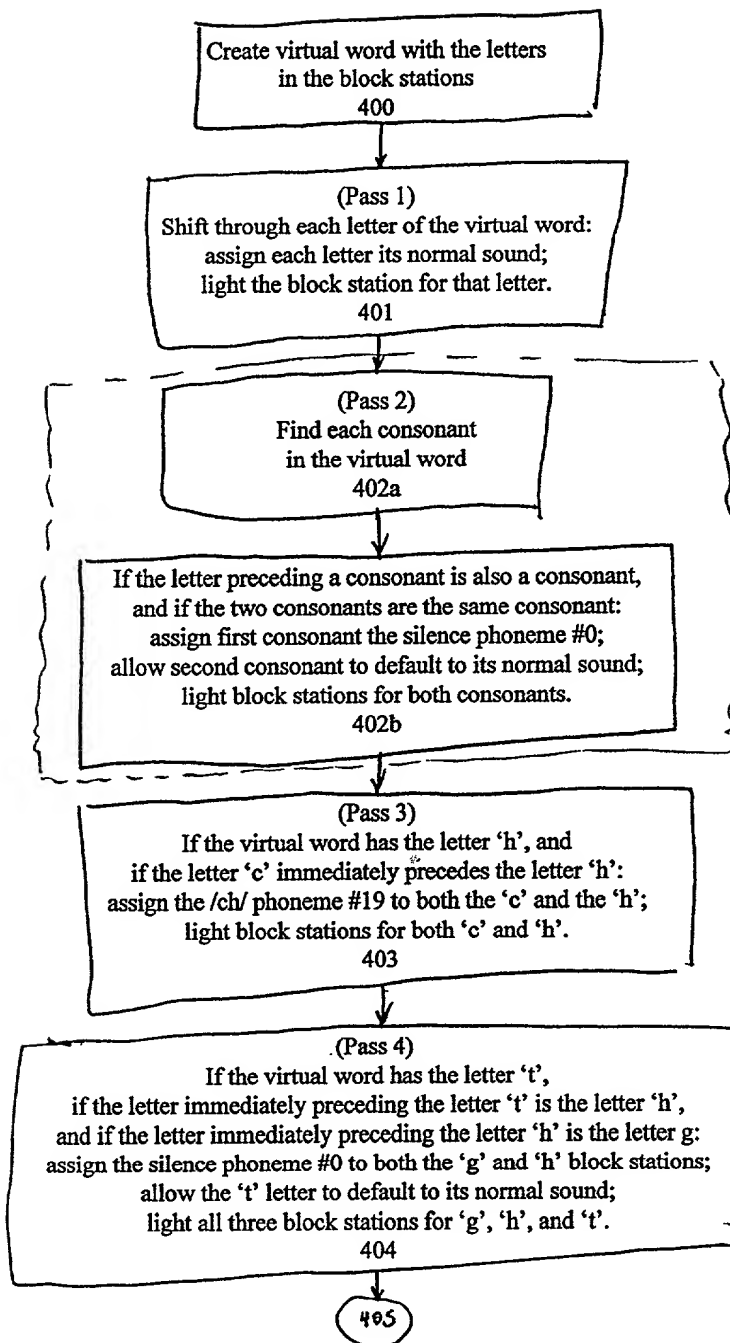 Create virtual word with the letters
in the block stations
400
(Pass 1)
Shift through each letter of the virtual word:
assign each letter its normal sound;
light the block station for that letter.
401
(Pass 2)
Find each consonant
in the virtual word
402a
If the letter preceding a consonant is also a consonant,
and if the two consonants are the same consonant:
assign first consonant the silence phoneme #0;
allow second consonant to default to its normal sound;
light block stations for both consonants.
402b
(Pass 3)
If the virtual word has the letter ‘h’, and
if the letter ‘c’ immediately precedes the letter ‘h’:
assign the /ch/ phoneme #19 to both the ‘c’ and the ‘h’;
light block stations for both ‘c’ and ‘h’.
403
(Pass 4)
If the virtual word has the letter ‘t’,
if the letter immediately preceding the letter ‘t’ is the letter ‘h’,
and if the letter immediately preceding the letter ‘h’ is the letter g:
assign the silence phoneme #0 to both the ‘g’ and ‘h’ block stations;
allow the ‘t’ letter to default to its normal sound;
light all three block stations for ‘g’, ‘h’, and ‘t’.
404
405